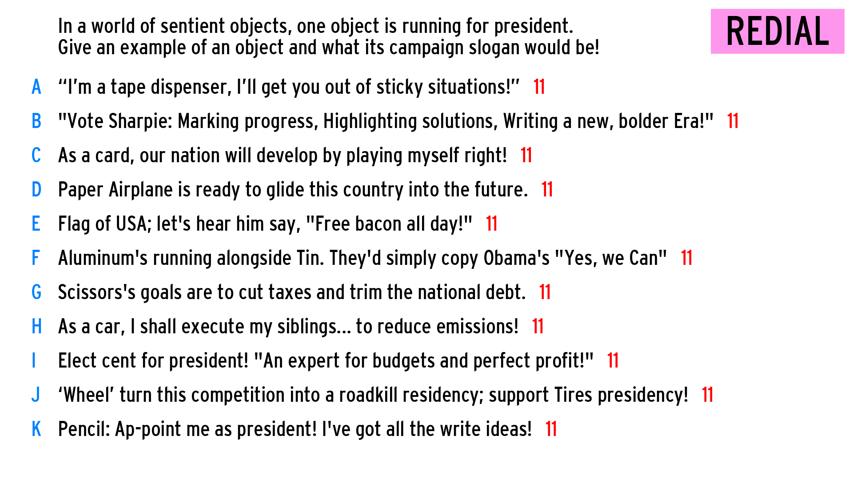 In a world of sentient objects, one object is running for president.
Give an example of an object and what its campaign slogan would be!
REDIAL
A “I’m a tape dispenser, I’ll get you out of sticky situations!” 11
B "Vote Sharpie: Marking progress, Highlighting solutions, Writing a new, bolder Era!" 11
C As a card, our nation will develop by playing myself right! 11
D Paper Airplane is ready to glide this country into the future. 11
E Flag of USA; let's hear him say, "Free bacon all day!" 11
F Aluminum's running alongside Tin. They'd simply copy Obama's "Yes, we Can" 11
G Scissors's goals are to cut taxes and trim the national debt. 11
H As a car, I shall execute my siblings... to reduce emissions! 11
I Elect cent for president! "An expert for budgets and perfect profit!" 11
J ‘Wheel’ turn this competition into a roadkill residency; support Tires presidency! 11
K Pencil: Ap-point me as president! I've got all the write ideas! 11